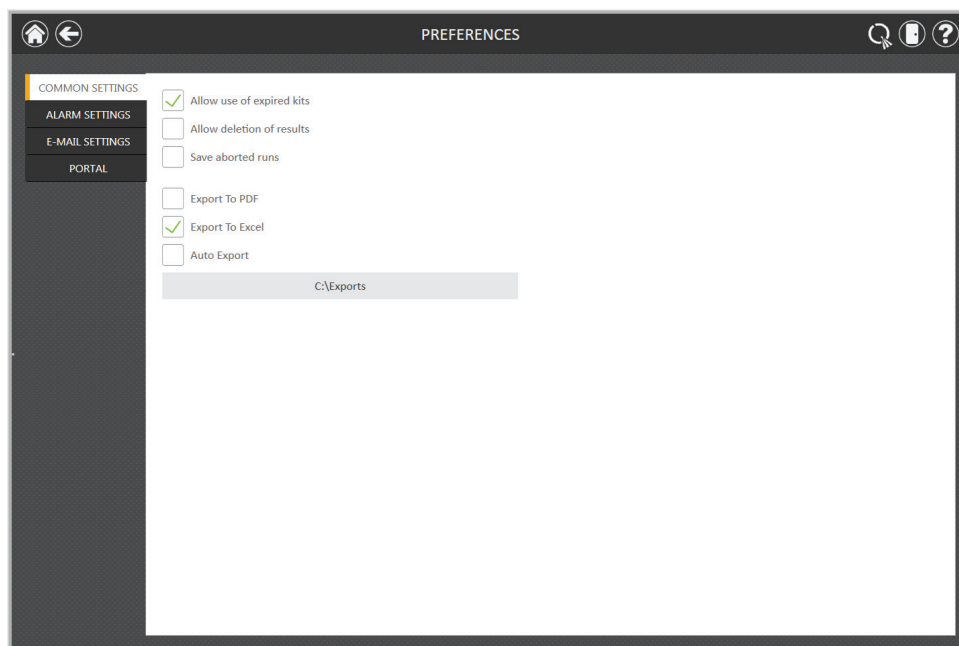 PREFERENCES
?
COMMON SETTINGS
ALARM SETTINGS
E-MAIL SETTINGS
PORTAL
Allow use of expired kits
Allow deletion of results
Save aborted runs
Export To PDF
Export To Excel
Auto Export
C:\Exports